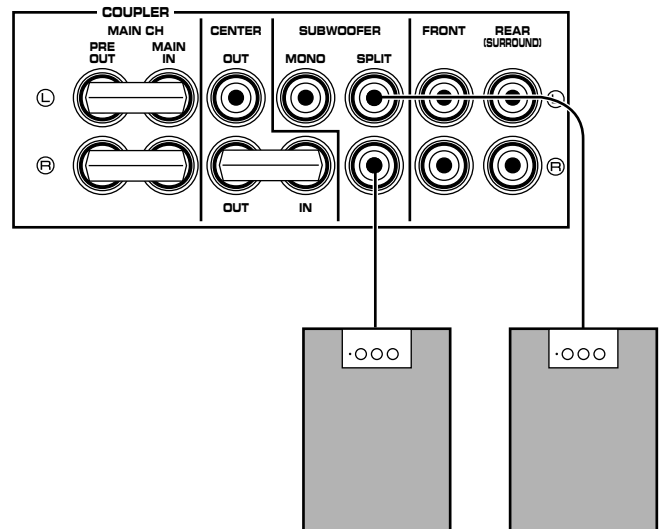 COUPLER
MAIN CH CENTER SUBWOOFER FRONT REAR
(SURROUND)
PRE OUT MAIN IN OUT MONO SPLIT
L L
R R
OUT IN